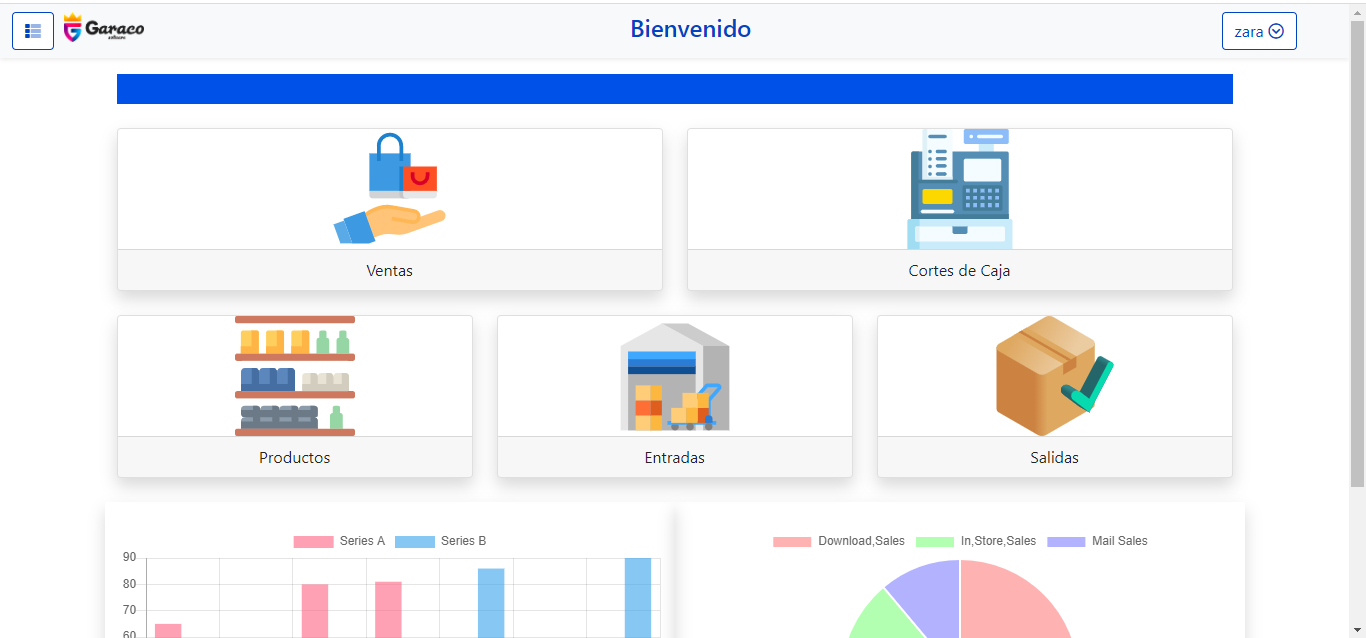 Garaco
software
Bienvenido
zara
Ventas
Cortes de Caja
Productos
Entradas
Salidas
Series A
Series B
90
80
70
60
Download,Sales
In,Store,Sales
Mail Sales